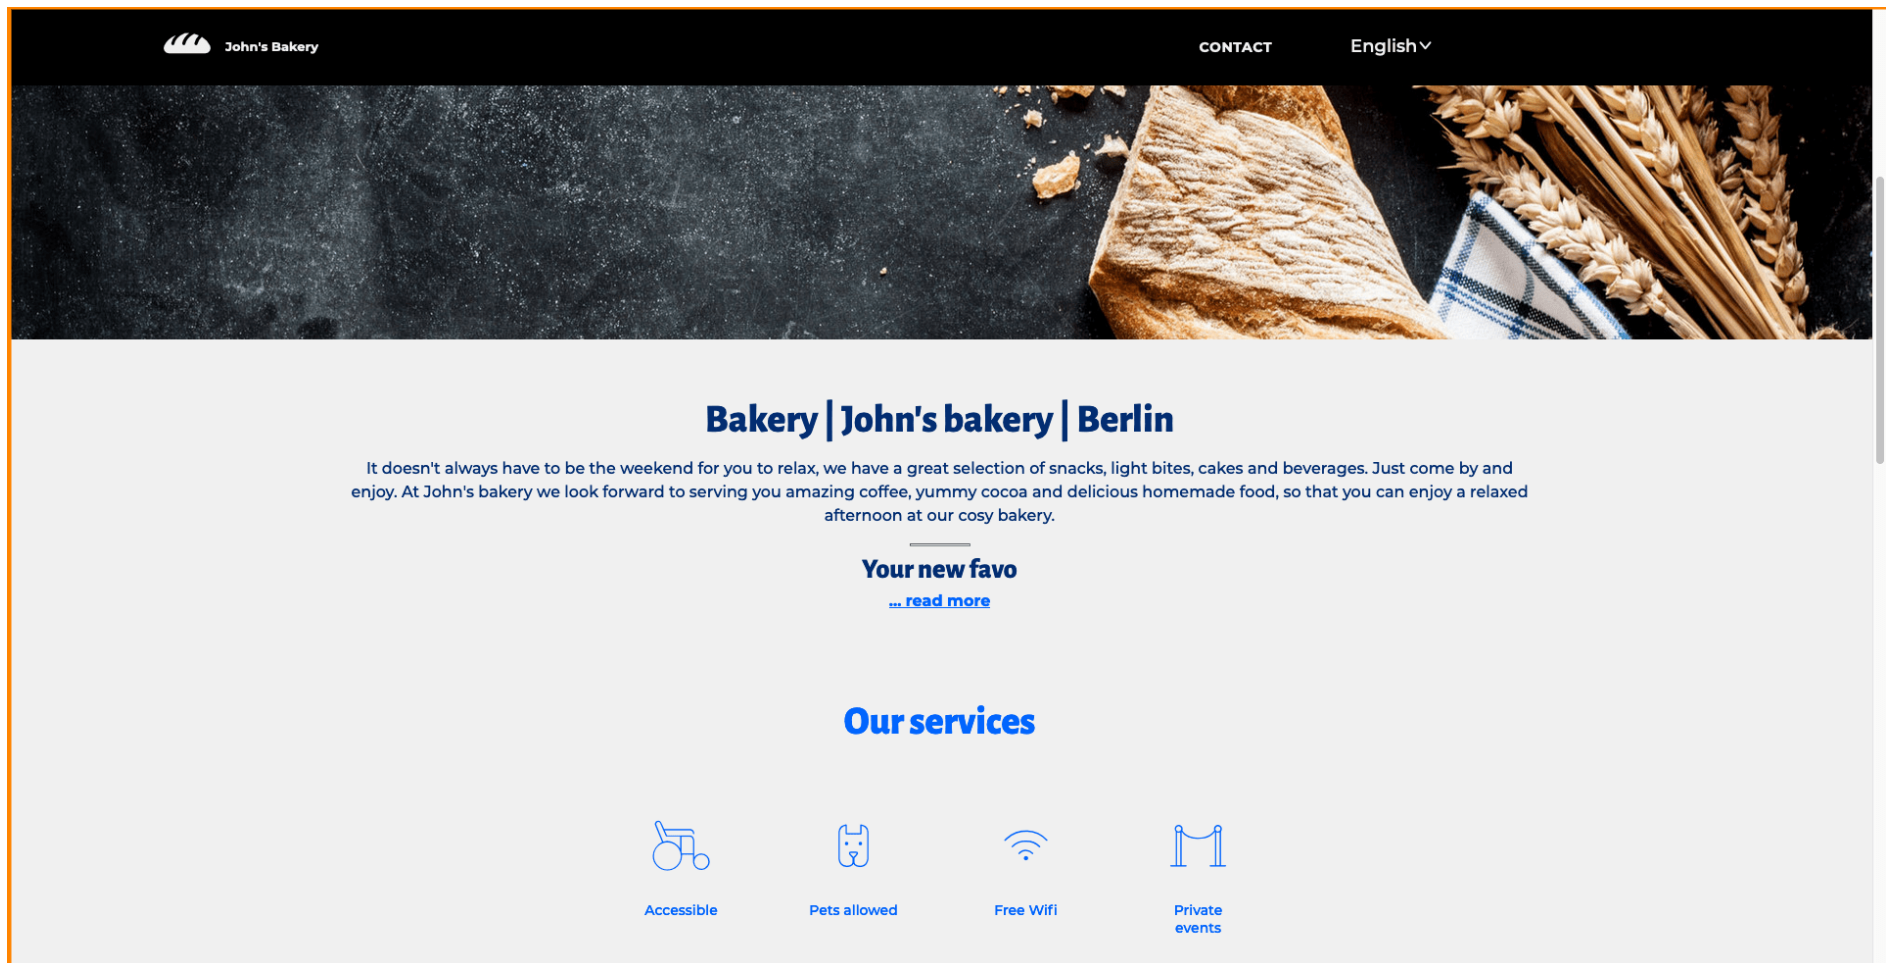 John's Bakery
CONTACT
English
Bakery | John's bakery | Berlin
It doesn't always have to be the weekend for you to relax, we have a great selection of snacks, light bites, cakes and beverages. Just come by and
enjoy. At John's bakery we look forward to serving you amazing coffee, yummy cocoa and delicious homemade food, so that you can enjoy a relaxed
afternoon at our cosy bakery.
Your new favo
... read more
Our services
Accessible
Pets allowed
Free Wifi
Private
events